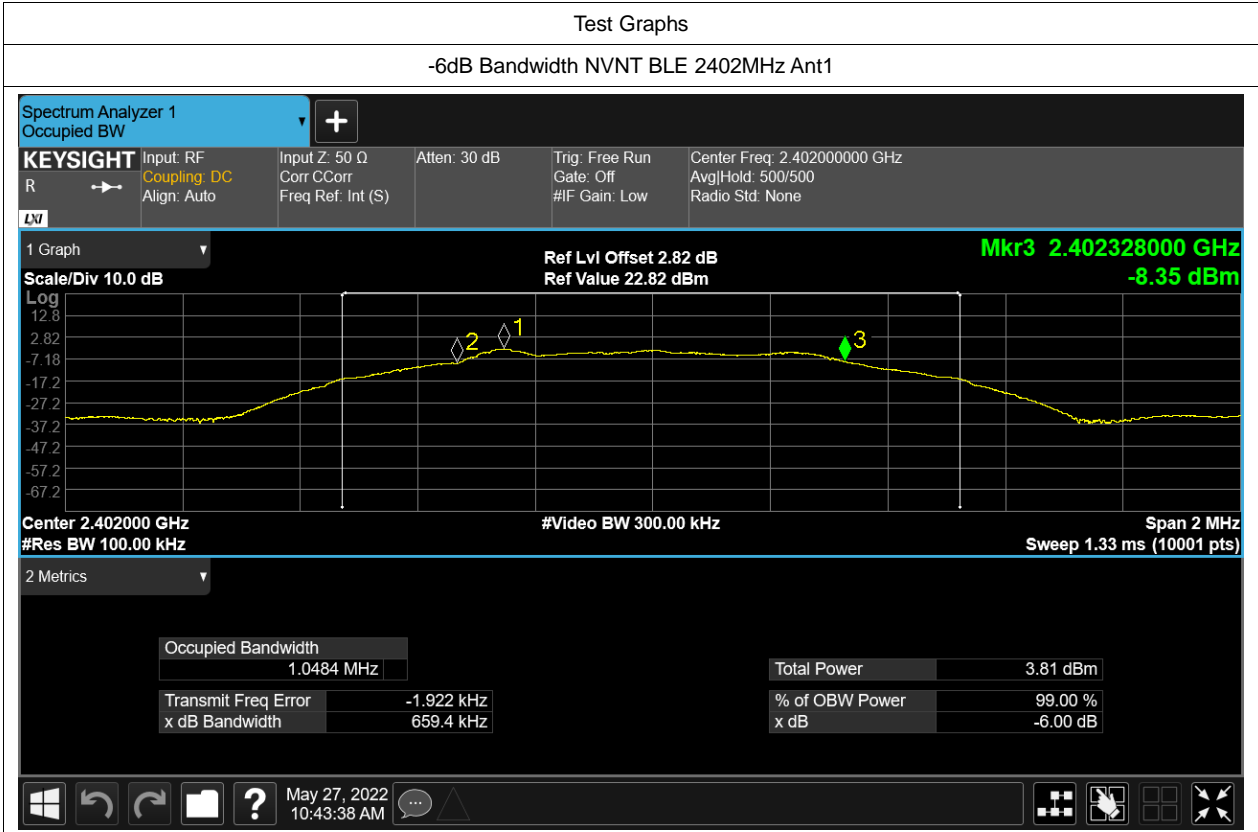 Test Graphs
-6dB Bandwidth NVNT BLE 2402MHz Ant1
Spectrum Analyzer 1
Occupied BW
+
KEYSIGHT
R
LXI
Input: RF
Coupling: DC
Align: Auto
Input Z: 50 Ω
Corr CCorr
Freq Ref: Int (S)
Atten: 30 dB
Trig: Free Run
Gate: Off
#IF Gain: Low
Center Freq: 2.402000000 GHz
Avg|Hold: 500/500
Radio Std: None
1 Graph
Scale/Div 10.0 dB
Ref Lvl Offset 2.82 dB
Ref Value 22.82 dBm
Mkr3 2.402328000 GHz
-8.35 dBm
Log
12.8
2.82
-7.18
-17.2
-27.2
-37.2
-47.2
-57.2
-67.2
2
1
3
Center 2.402000 GHz
#Res BW 100.00 kHz
#Video BW 300.00 kHz
Span 2 MHz
Sweep 1.33 ms (10001 pts)
2 Metrics
Occupied Bandwidth
1.0484 MHz
Transmit Freq Error -1.922 kHz
x dB Bandwidth 659.4 kHz
Total Power 3.81 dBm
% of OBW Power 99.00 %
x dB -6.00 dB
?
May 27, 2022
10:43:38 AM